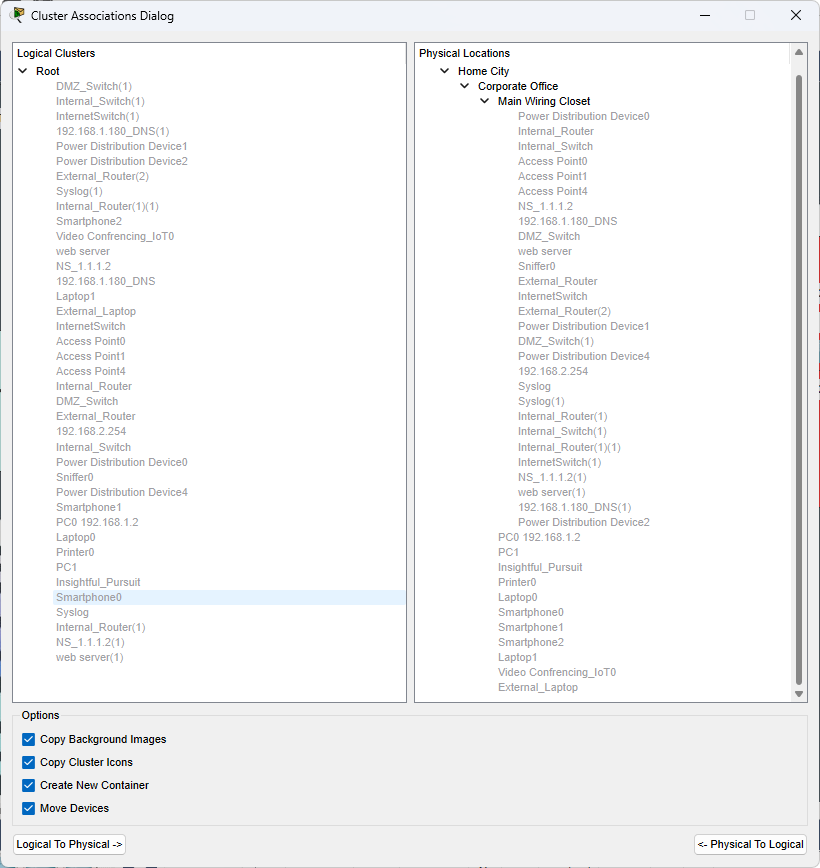 Cluster Associations Dialog
Logical Clusters
Root
DMZ_Switch(1)
Internal_Switch(1)
InternetSwitch(1)
192.168.1.180_DNS(1)
Power Distribution Device1
Power Distribution Device2
External_Router(2)
Syslog(1)
Internal_Router(1)(1)
Smartphone2
Video Confrencing_IoT0
web server
NS_1.1.1.2
192.168.1.180_DNS
Laptop1
External_Laptop
InternetSwitch
Access Point0
Access Point1
Access Point4
Internal_Router
DMZ_Switch
External_Router
192.168.2.254
Internal_Switch
Power Distribution Device0
Sniffer0
Power Distribution Device4
Smartphone1
PC0 192.168.1.2
Laptop0
Printer0
PC1
Insightful_Pursuit
Smartphone0
Syslog
Internal_Router(1)
NS_1.1.1.2(1)
web server(1)
Physical Locations
Home City
Corporate Office
Main Wiring Closet
Power Distribution Device0
Internal_Router
Internal_Switch
Access Point0
Access Point1
Access Point4
NS_1.1.1.2
192.168.1.180_DNS
DMZ_Switch
web server
Sniffer0
External_Router
InternetSwitch
External_Router(2)
Power Distribution Device1
DMZ_Switch(1)
Power Distribution Device4
192.168.2.254
Syslog
Syslog(1)
Internal_Router(1)
Internal_Switch(1)
Internal_Router(1)(1)
InternetSwitch(1)
NS_1.1.1.2(1)
web server(1)
192.168.1.180_DNS(1)
Power Distribution Device2
PC0 192.168.1.2
PC1
Insightful_Pursuit
Printer0
Laptop0
Smartphone0
Smartphone1
Smartphone2
Laptop1
Video Confrencing_IoT0
External_Laptop
Options
Copy Background Images
Copy Cluster Icons
Create New Container
Move Devices
Logical To Physical ->
<- Physical To Logical